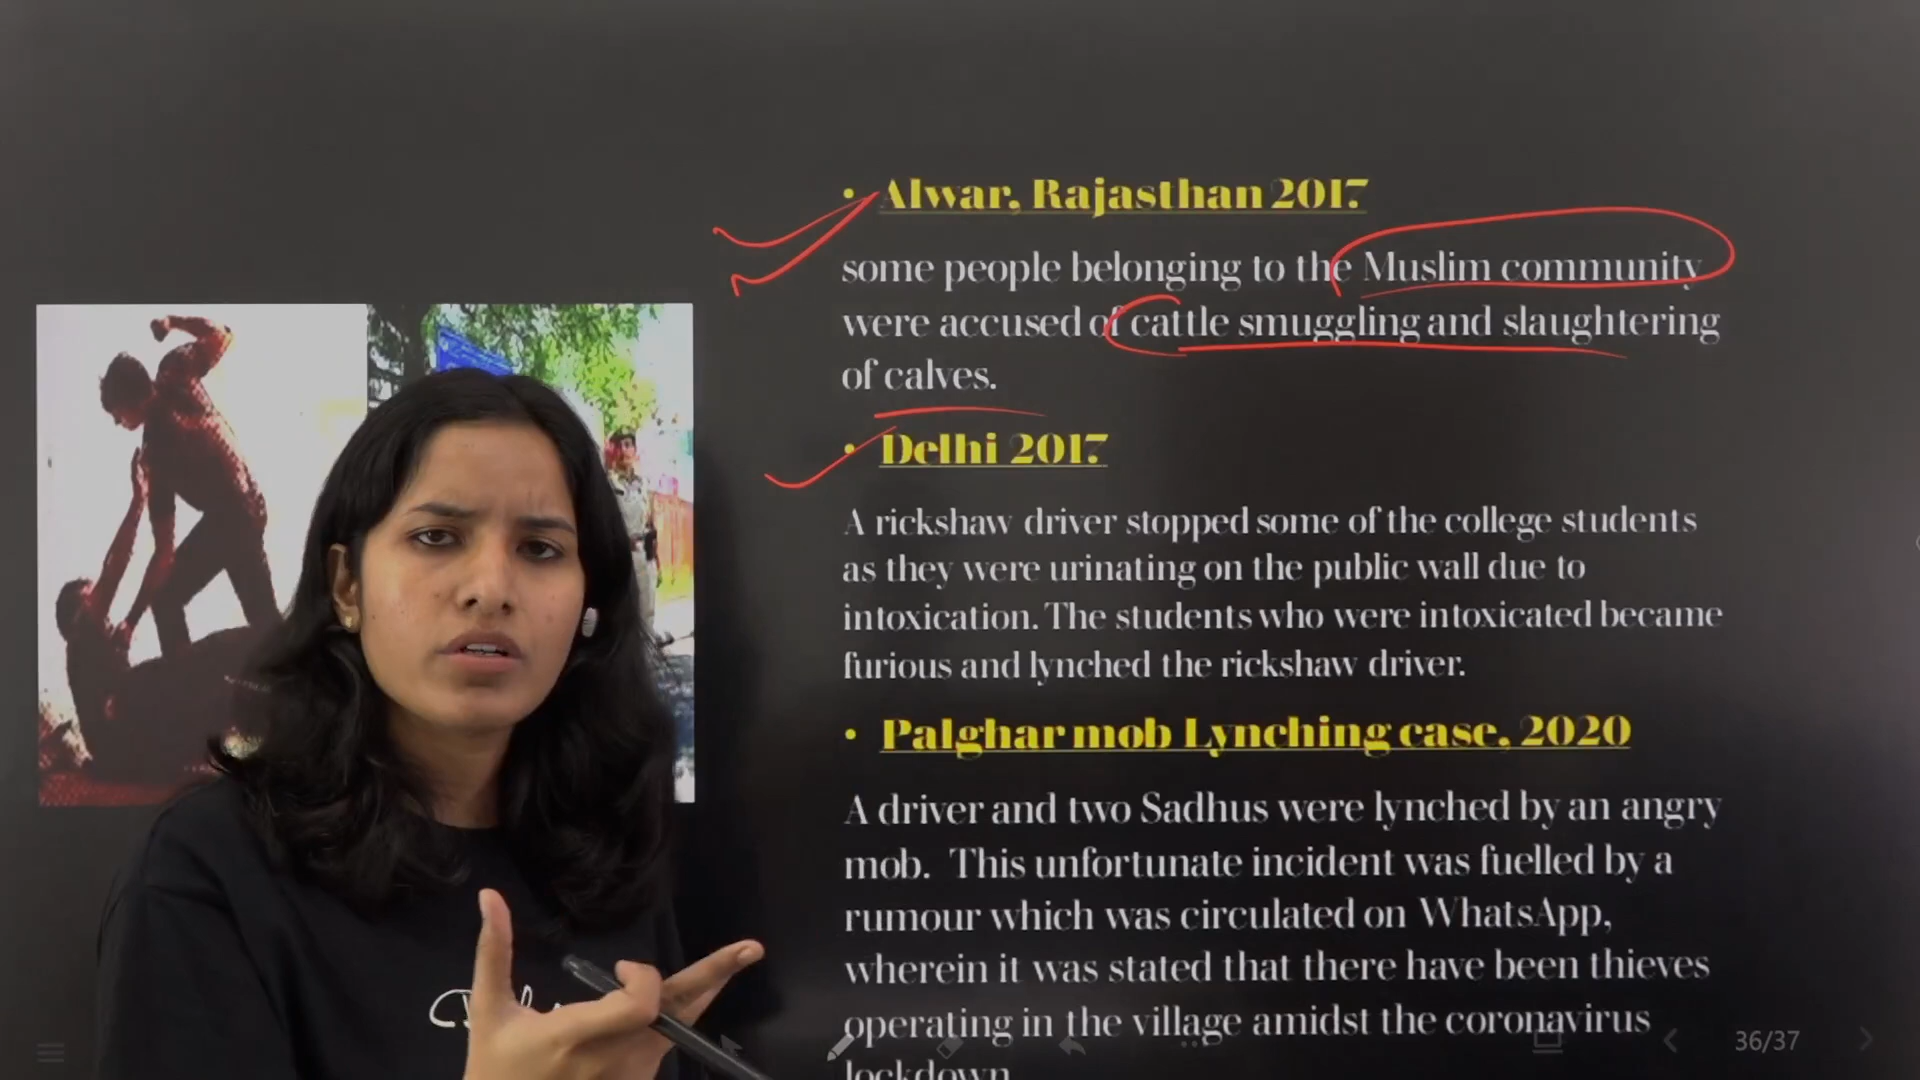 • Alwar, Rajasthan 2017
some people belonging to the Muslim community
were accused of cattle smuggling and slaughtering
of calves.
• Delhi 2017
A rickshaw driver stopped some of the college students
as they were urinating on the public wall due to
intoxication. The students who were intoxicated became
furious and lynched the rickshaw driver.
• Palghar mob Lynching case, 2020
A driver and two Sadhus were lynched by an angry
mob. This unfortunate incident was fuelled by a
rumour which was circulated on WhatsApp,
wherein it was stated that there have been thieves
operating in the village amidst the coronavirus
lockdown
36/37